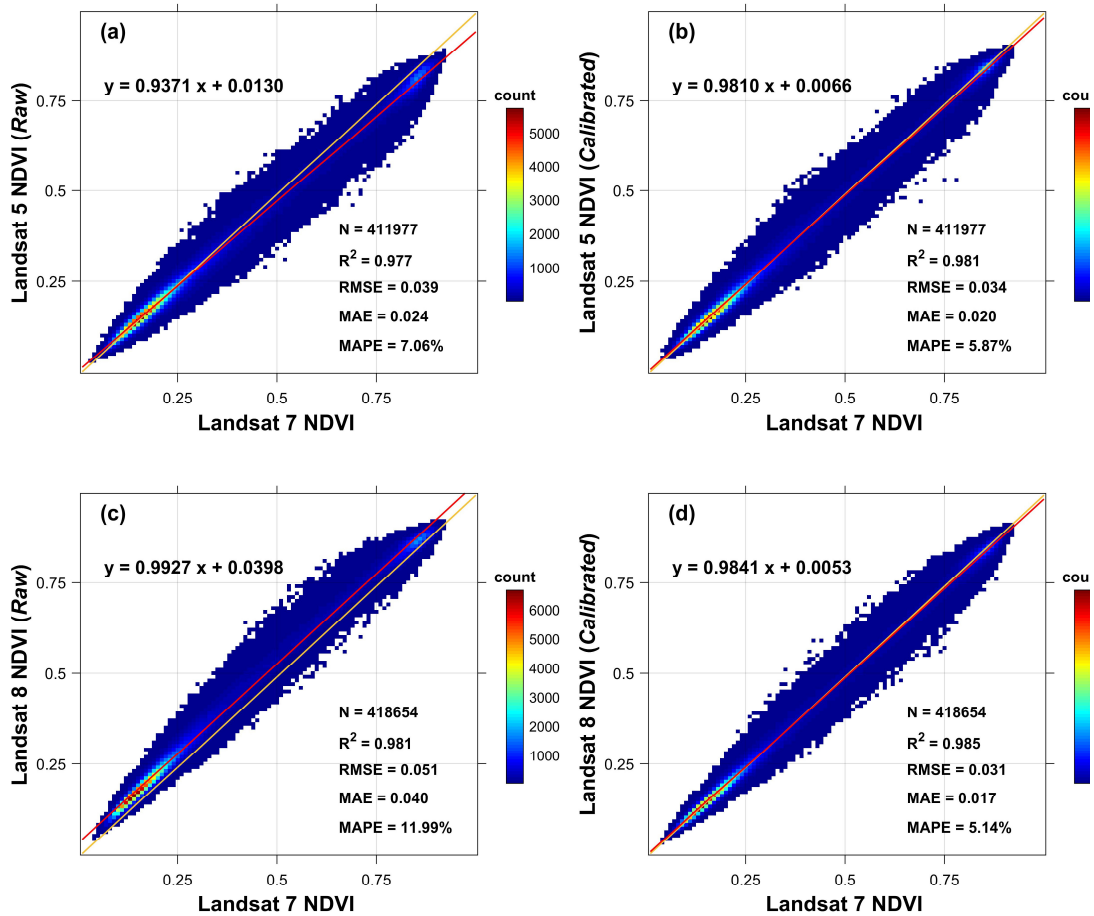 (a)
y = 0.9371 x + 0.0130
N = 411977
R² = 0.977
RMSE = 0.039
MAE = 0.024
MAPE = 7.06%
0.75
0.5
0.25
Landsat 5 NDVI (Raw)
0.25
0.5
0.75
Landsat 7 NDVI
count
5000
4000
3000
2000
1000
(b)
y = 0.9810 x + 0.0066
N = 411977
R² = 0.981
RMSE = 0.034
MAE = 0.020
MAPE = 5.87%
0.75
0.5
0.25
Landsat 5 NDVI (Calibrated)
0.25
0.5
0.75
Landsat 7 NDVI
cou
(c)
y = 0.9927 x + 0.0398
N = 418654
R² = 0.981
RMSE = 0.051
MAE = 0.040
MAPE = 11.99%
0.75
0.5
0.25
Landsat 8 NDVI (Raw)
0.25
0.5
0.75
Landsat 7 NDVI
count
6000
5000
4000
3000
2000
1000
(d)
y = 0.9841 x + 0.0053
N = 418654
R² = 0.985
RMSE = 0.031
MAE = 0.017
MAPE = 5.14%
0.75
0.5
0.25
Landsat 8 NDVI (Calibrated)
0.25
0.5
0.75
Landsat 7 NDVI
cou